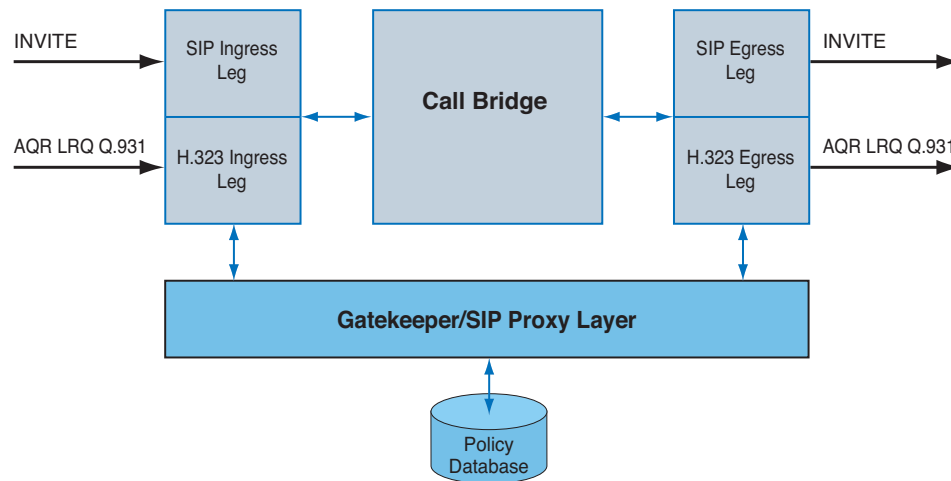 INVITE
SIP Ingress
Leg
Call Bridge
SIP Egress
Leg
INVITE
AQR LRQ Q.931
H.323 Ingress
Leg
H.323 Egress
Leg
AQR LRQ Q.931
Gatekeeper/SIP Proxy Layer
Policy
Database